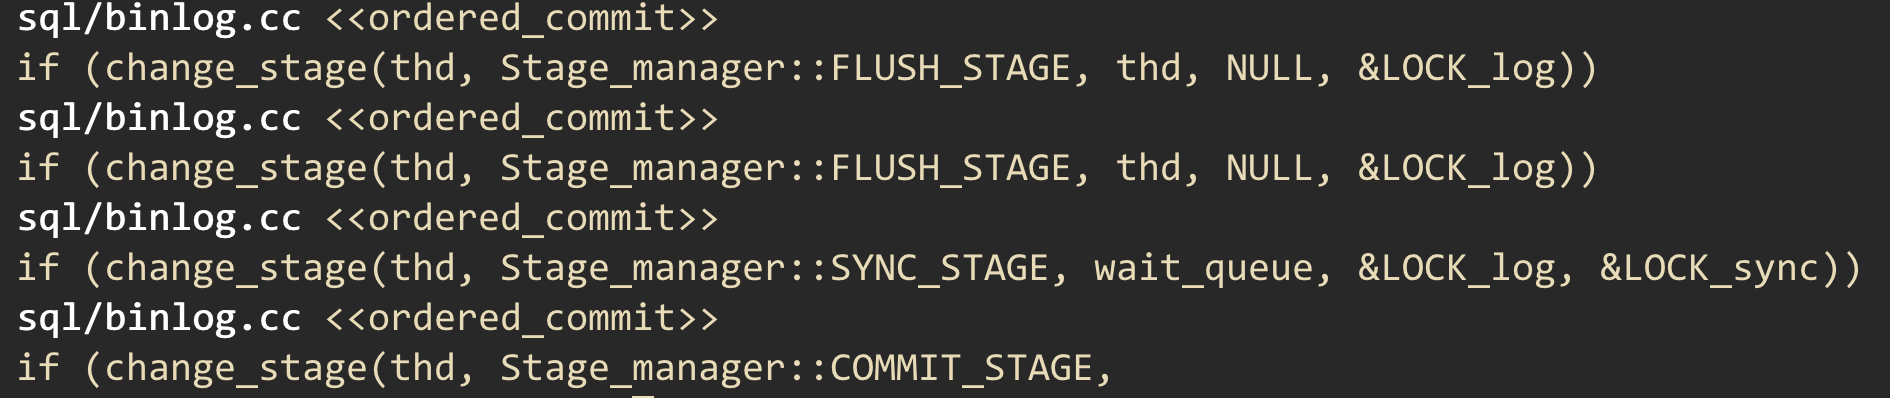 sql/binlog.cc <<ordered_commit>>
if (change_stage(thd, Stage_manager::FLUSH_STAGE, thd, NULL, &LOCK_log))
sql/binlog.cc <<ordered_commit>>
if (change_stage(thd, Stage_manager::FLUSH_STAGE, thd, NULL, &LOCK_log))
sql/binlog.cc <<ordered_commit>>
if (change_stage(thd, Stage_manager::SYNC_STAGE, wait_queue, &LOCK_log, &LOCK_sync))
sql/binlog.cc <<ordered_commit>>
if (change_stage(thd, Stage_manager::COMMIT_STAGE,